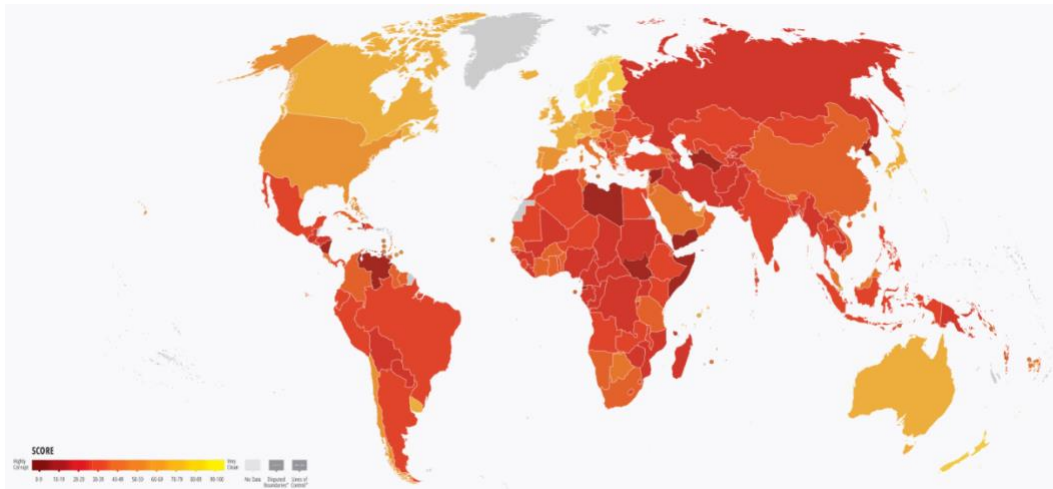 SCORE
Highly Corrupt
Very Clean
0-9 10-19 20-29 30-39 40-49 50-59 60-69 70-79 80-89 90-100
No Data
Disputed Boundaries*
Lines of Control*